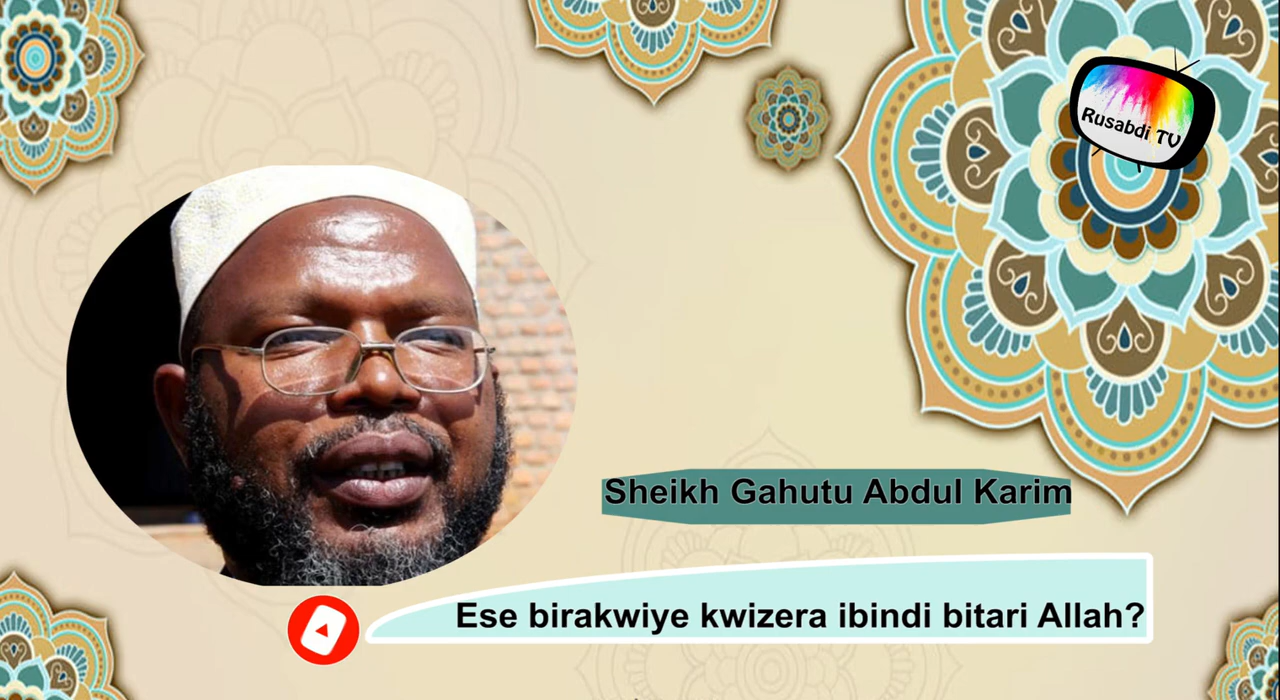 Rusabdi TV
Sheikh Gahutu Abdul Karim
Ese birakwiye kwizera ibindi bitari Allah?